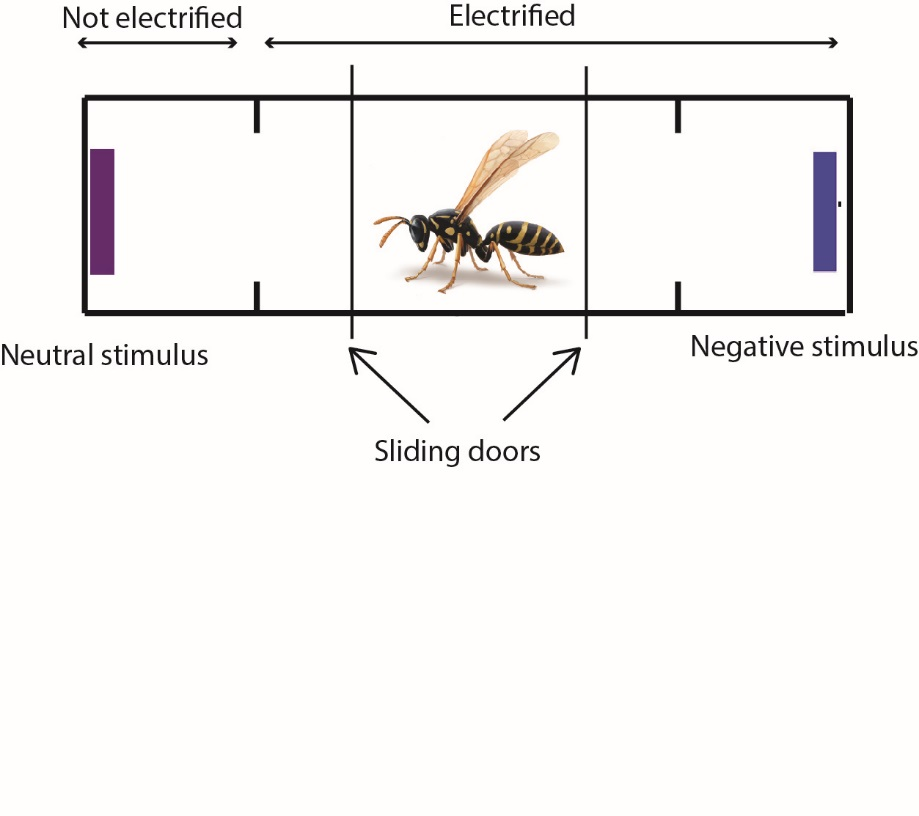 Not electrified
Electrified
Neutral stimulus
Negative stimulus
Sliding doors